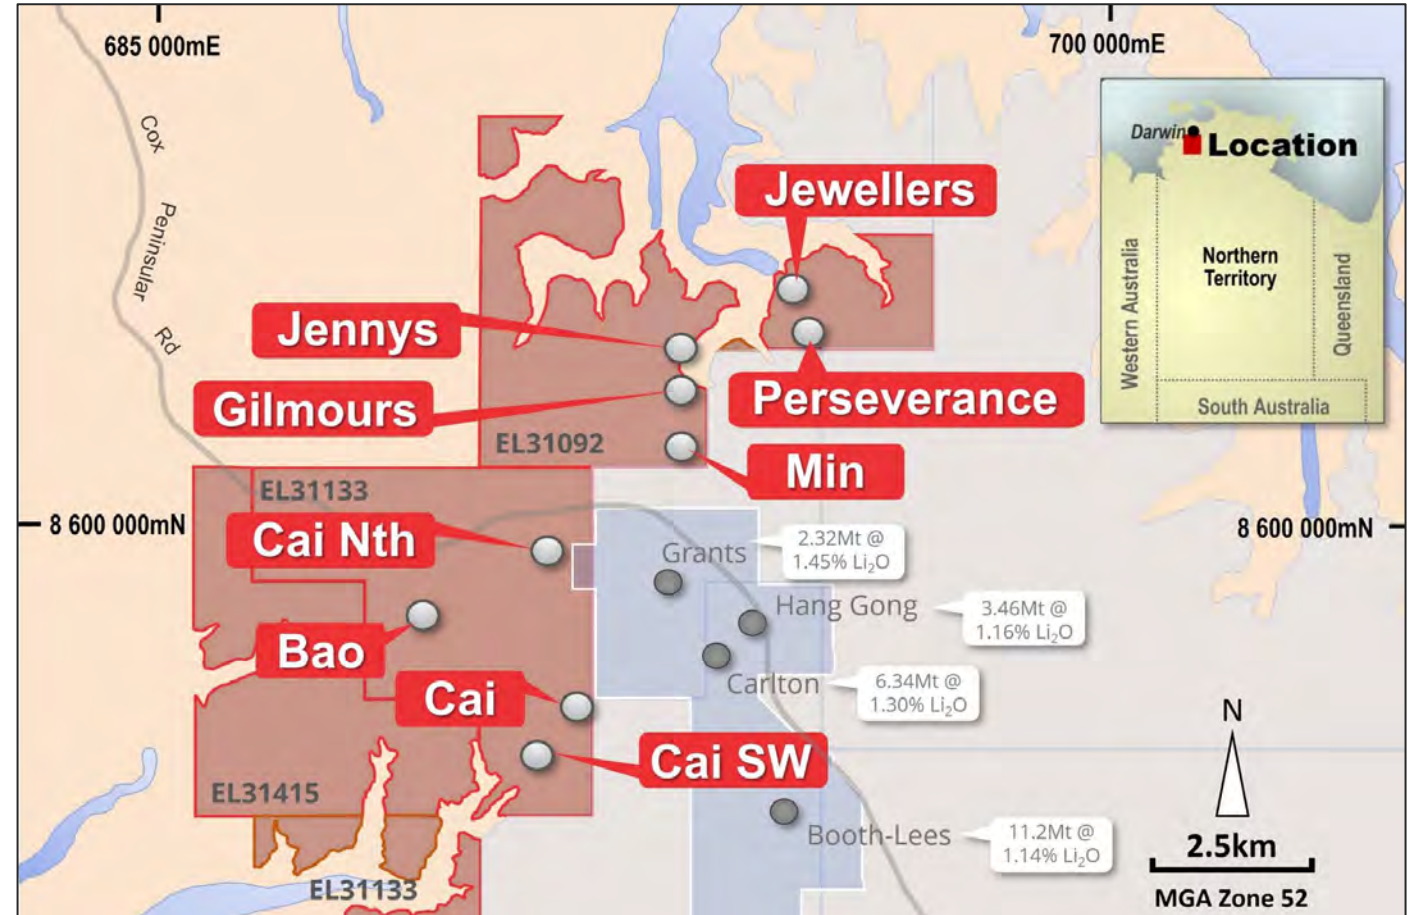 685 000mE
700 000mE
Cox
Peninsular
Rd
Darwin
Location
Northern
Territory
Western Australia
Queensland
South Australia
Jewellers
Jennys
Gilmours
Perseverance
EL31092
Min
EL31133
8 600 000mN
8 600 000mN
Cai Nth
Grants
2.32Mt @
1.45% Li₂O
Hang Gong
3.46Mt @
1.16% Li₂O
Bao
Carlton
6.34Mt @
1.30% Li₂O
Cai
Cai SW
EL31415
Booth-Lees
11.2Mt @
1.14% Li₂O
EL31133
N
2.5km
MGA Zone 52